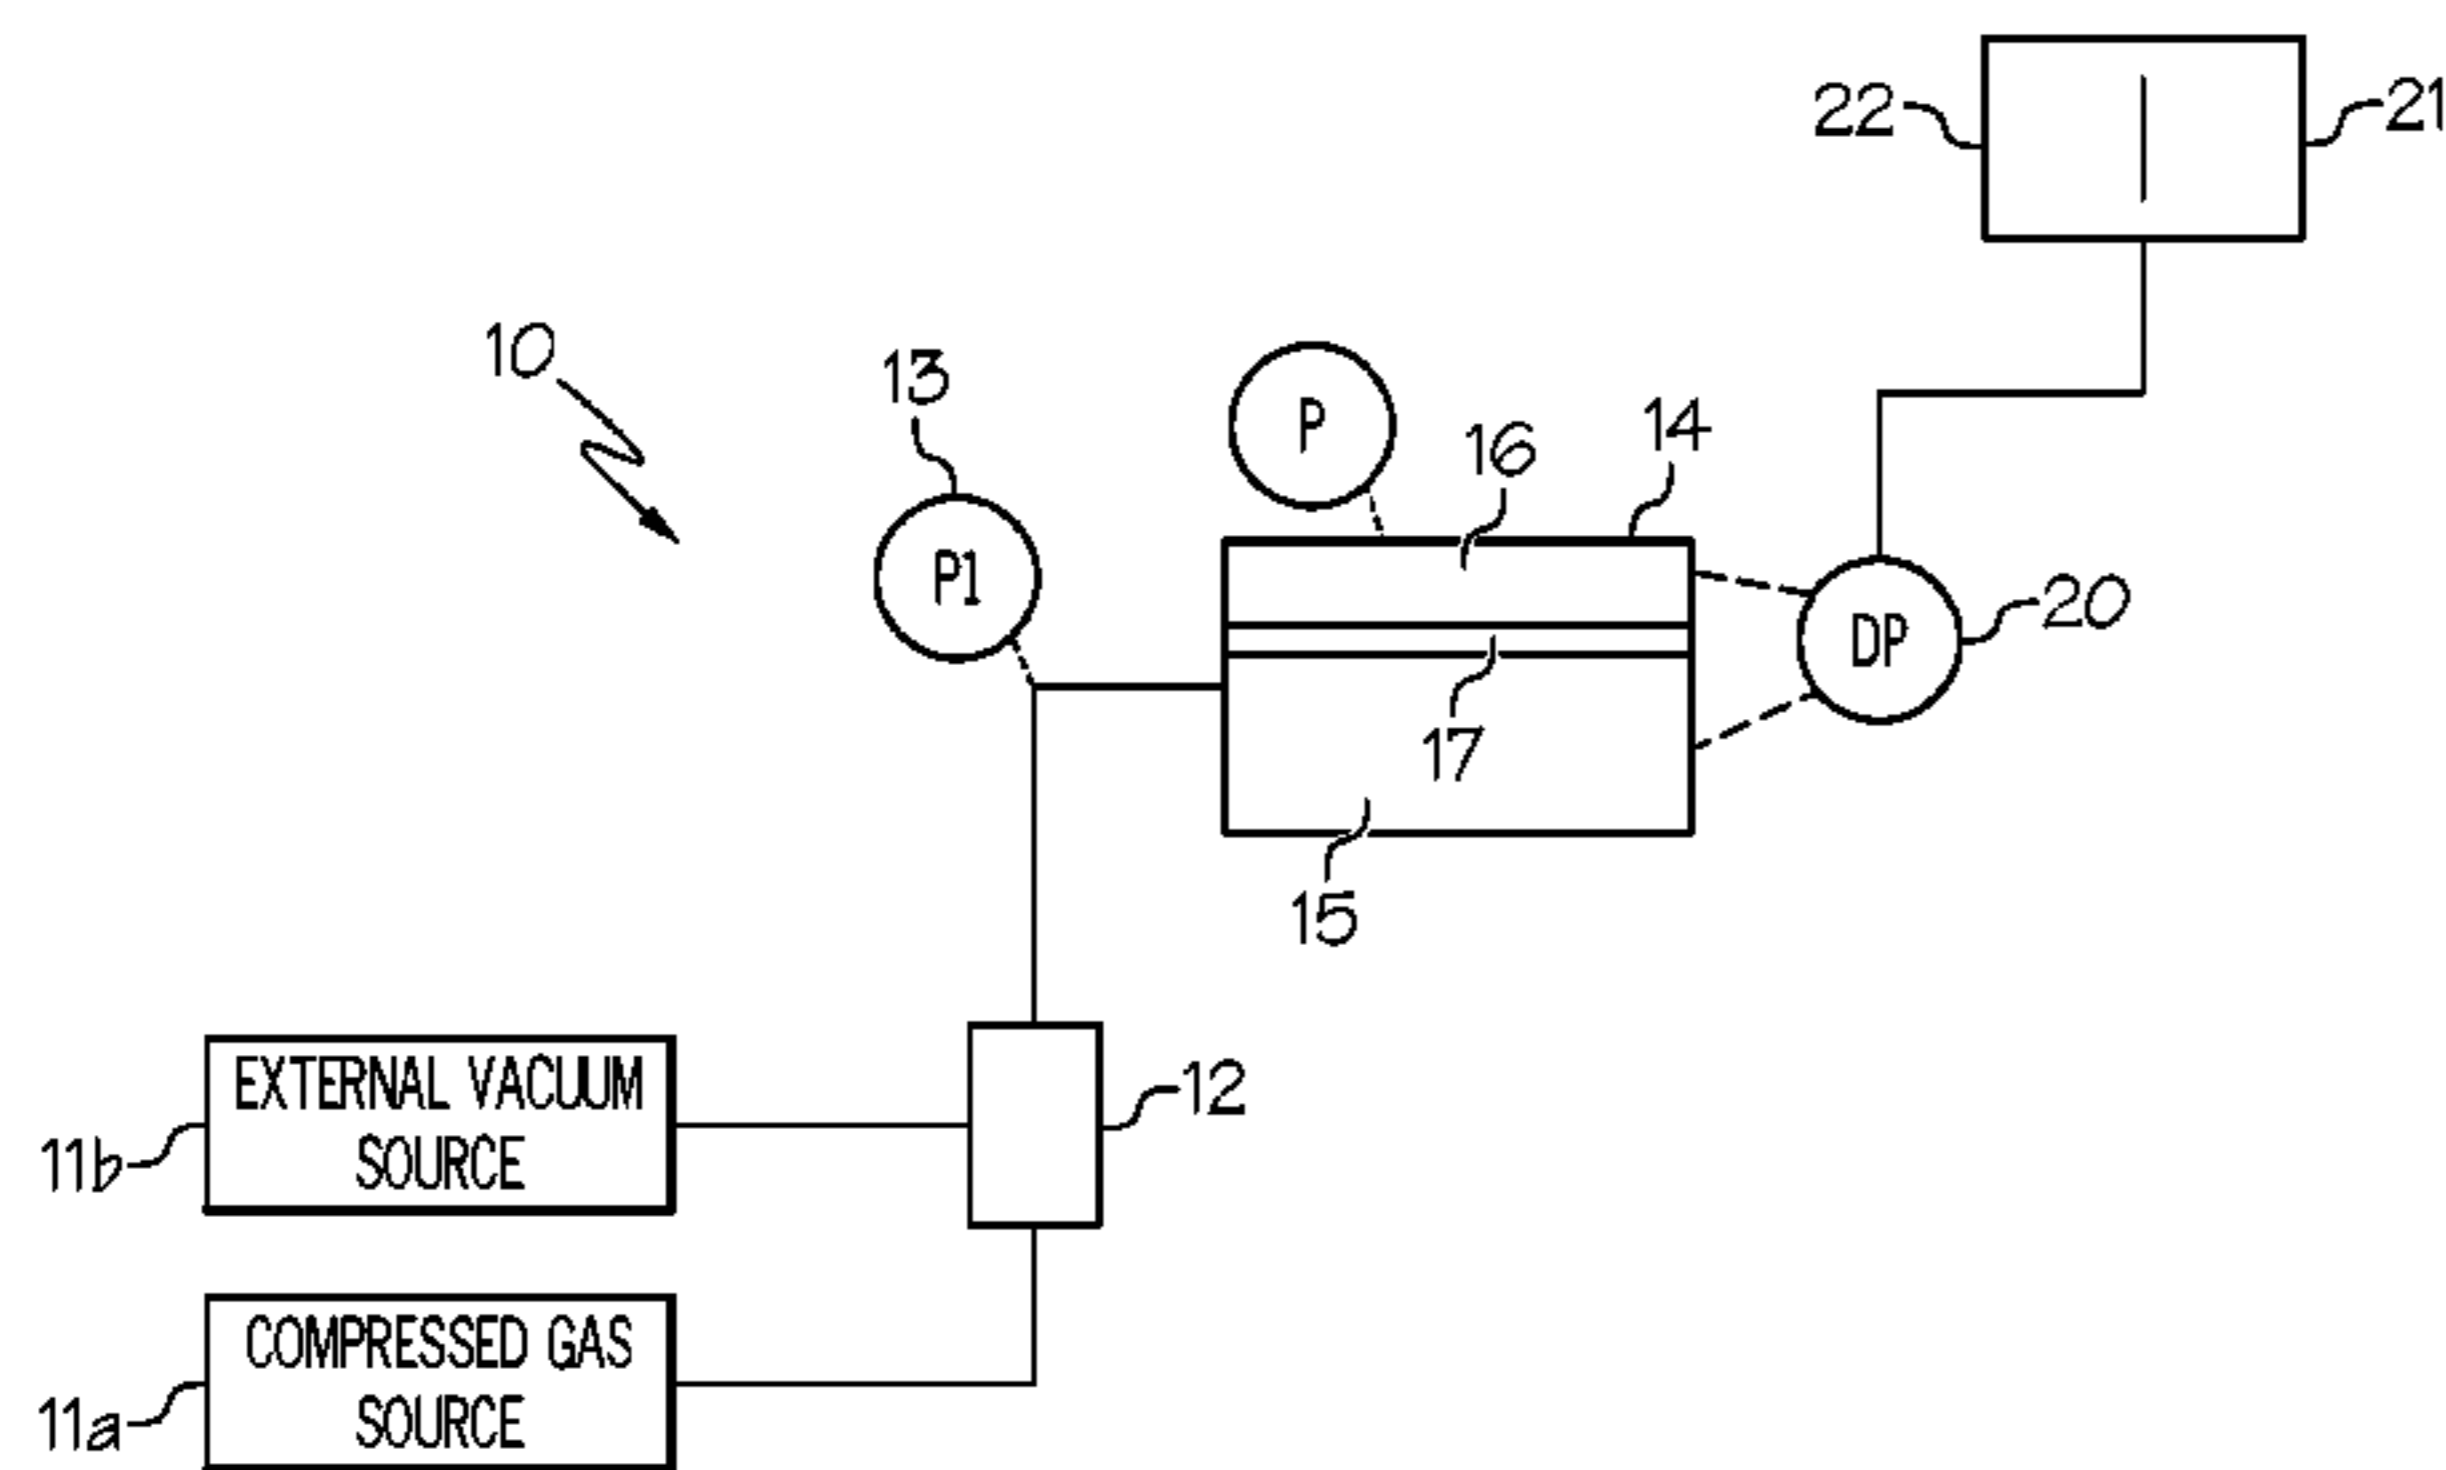 22
21
10
13
P
14
16
P1
DP
20
17
15
EXTERNAL VACUUM
SOURCE
12
11b
COMPRESSED GAS
SOURCE
11a